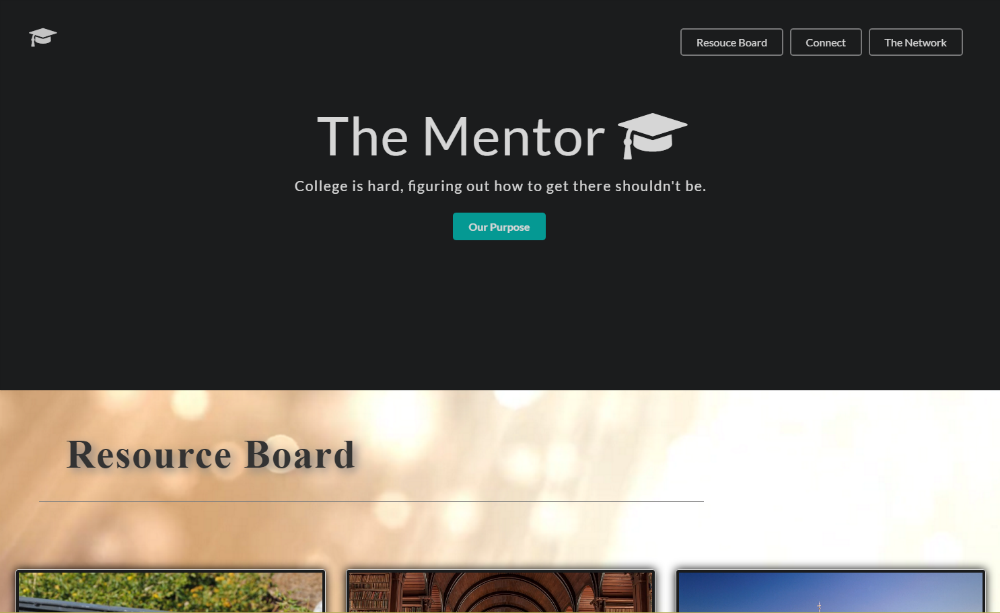 Resouce Board
Connect
The Network
The Mentor
College is hard, figuring out how to get there shouldn't be.
Our Purpose
Resource Board